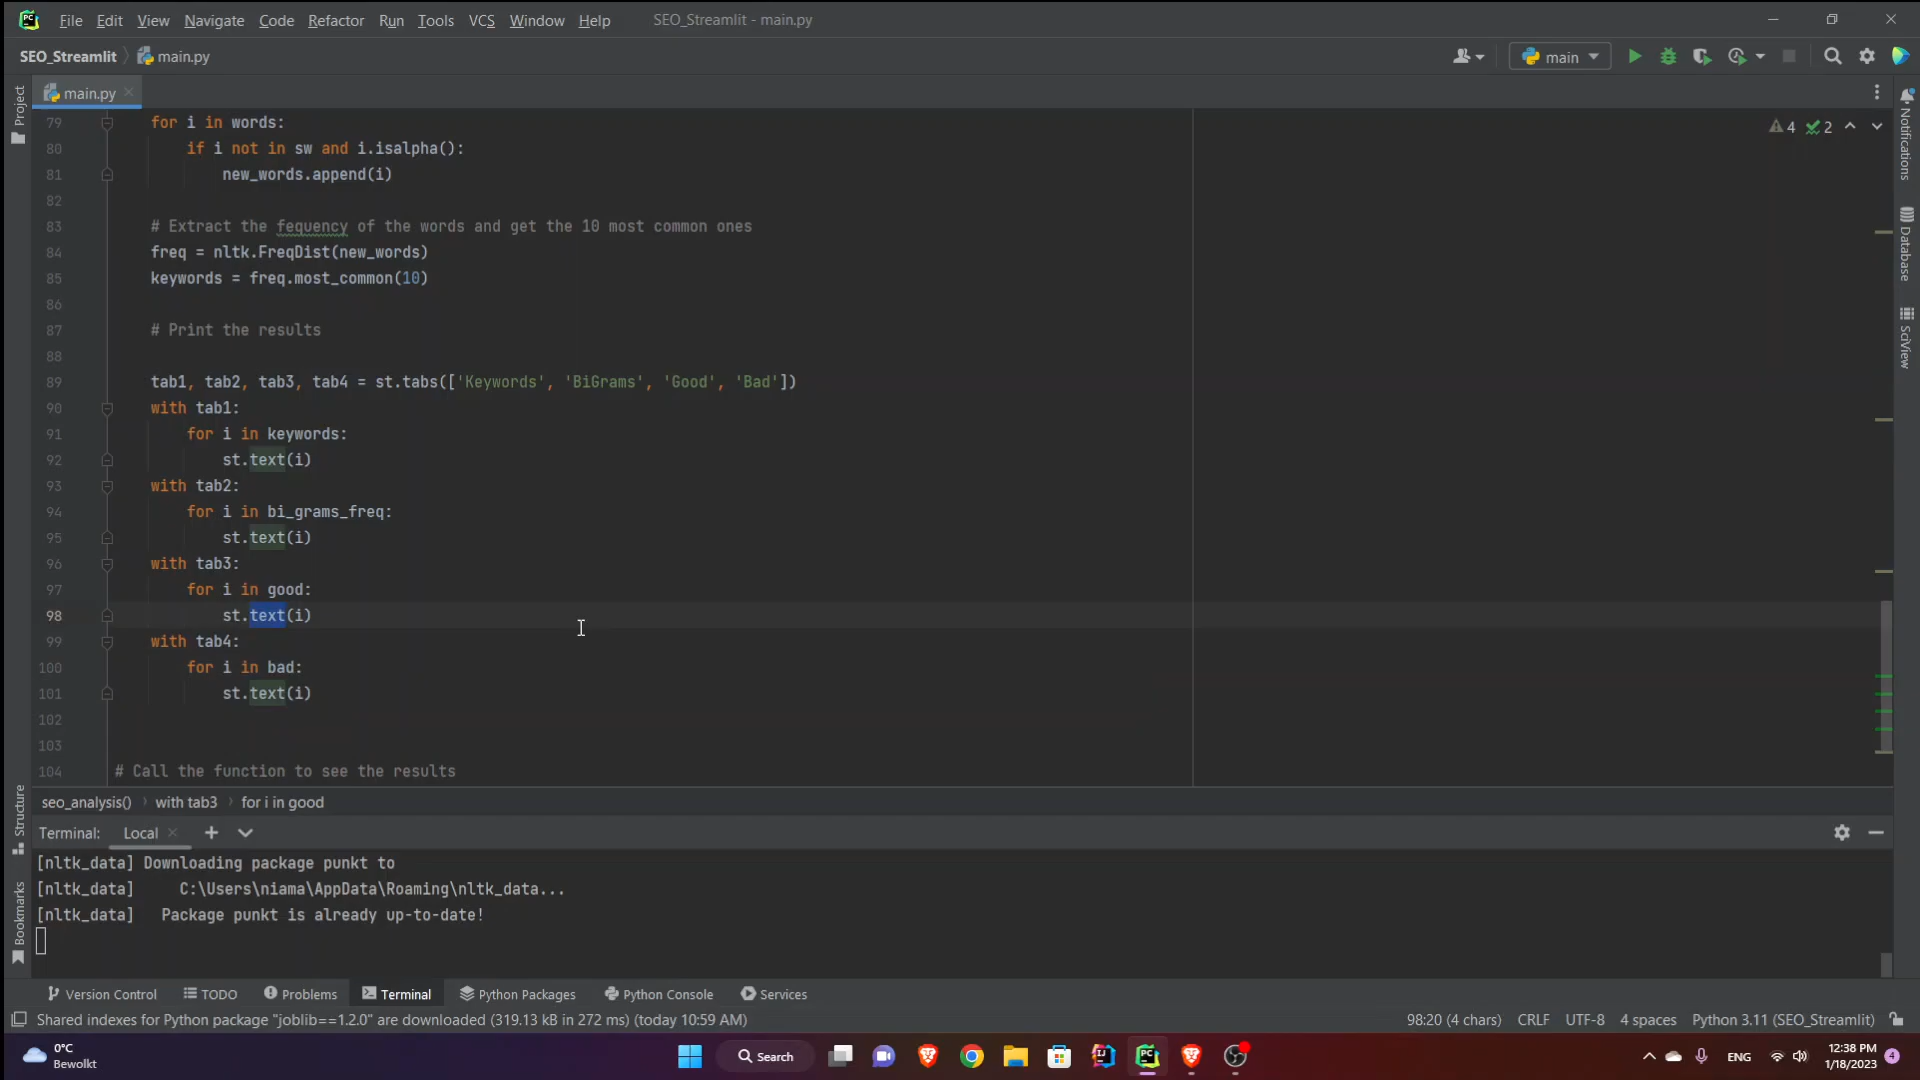 File Edit View Navigate Code Refactor Run Tools VCS Window Help SEO_Streamlit - main.py
SEO_Streamlit main.py main
main.py
Project
Notifications
Database
SciView
Structure
Bookmarks
4 2
79 for i in words:
80 if i not in sw and i.isalpha():
81 new_words.append(i)
82
83 # Extract the fequency of the words and get the 10 most common ones
84 freq = nltk.FreqDist(new_words)
85 keywords = freq.most_common(10)
86
87 # Print the results
88
89 tab1, tab2, tab3, tab4 = st.tabs(['Keywords', 'BiGrams', 'Good', 'Bad'])
90 with tab1:
91 for i in keywords:
92 st.text(i)
93 with tab2:
94 for i in bi_grams_freq:
95 st.text(i)
96 with tab3:
97 for i in good:
98 st.text(i)
99 with tab4:
100 for i in bad:
101 st.text(i)
102
103
104 # Call the function to see the results
seo_analysis() with tab3 for i in good
Terminal: Local
[nltk_data] Downloading package punkt to
[nltk_data] C:\Users\niama\AppData\Roaming\nltk_data...
[nltk_data] Package punkt is already up-to-date!
Version Control TODO Problems Terminal Python Packages Python Console Services
Shared indexes for Python package "joblib==1.2.0" are downloaded (319.13 kB in 272 ms) (today 10:59 AM) 98:20 (4 chars) CRLF UTF-8 4 spaces Python 3.11 (SEO_Streamlit)
0°C
Bewolkt
Search
ENG
12:38 PM
1/18/2023
4